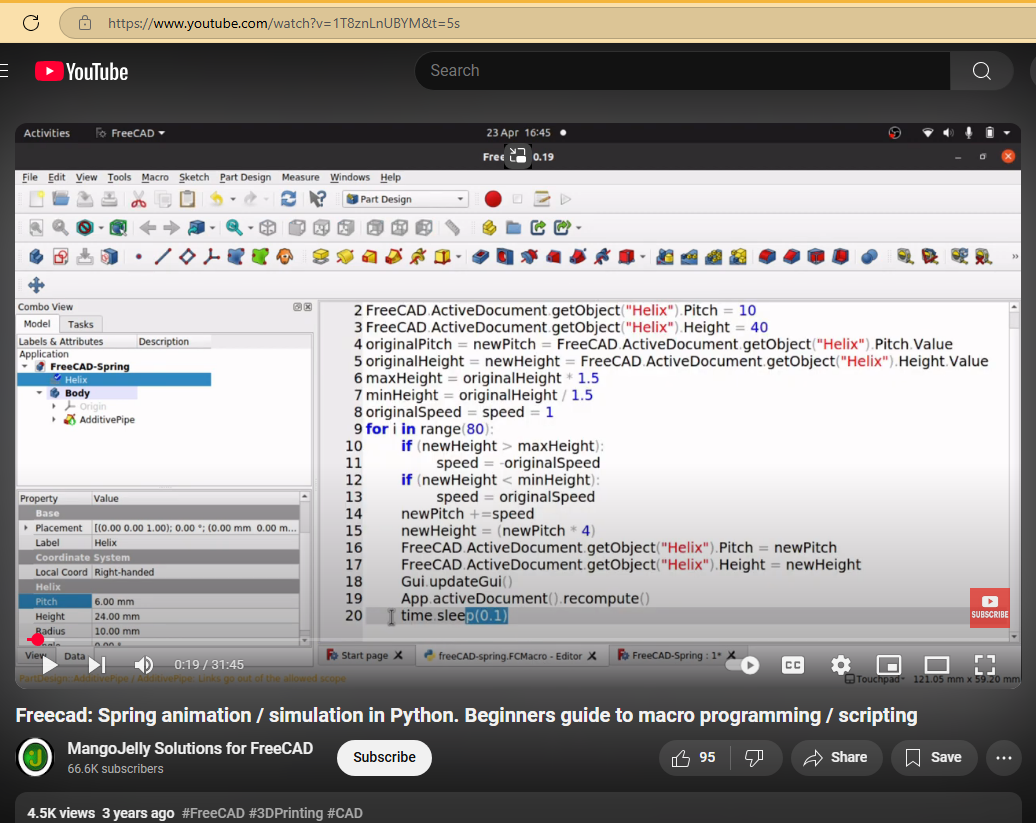 https://www.youtube.com/watch?v=1T8znLnUBYM&t=5s
YouTube
Search
Activities FreeCAD 23 Apr 16:45
Free 0.19
File Edit View Tools Macro Sketch Part Design Measure Windows Help
Part Design
Combo View
Model Tasks
Labels & Attributes Description
Application
FreeCAD-Spring
Helix
Body
Origin
AdditivePipe
Property Value
Base
Placement [(0.00 0.00 1.00); 0.00 °; (0.00 mm 0.00 m...
Label Helix
Coordinate System
Local Coord Right-handed
Helix
Pitch 6.00 mm
Height 24.00 mm
Radius 10.00 mm
Angle 0.00 °
View Data
2 FreeCAD.ActiveDocument.getObject("Helix").Pitch = 10
3 FreeCAD.ActiveDocument.getObject("Helix").Height = 40
4 originalPitch = newPitch = FreeCAD.ActiveDocument.getObject("Helix").Pitch.Value
5 originalHeight = newHeight = FreeCAD.ActiveDocument.getObject("Helix").Height.Value
6 maxHeight = originalHeight * 1.5
7 minHeight = originalHeight / 1.5
8 originalSpeed = speed = 1
9 for i in range(80):
10 if (newHeight > maxHeight):
11 speed = -originalSpeed
12 if (newHeight < minHeight):
13 speed = originalSpeed
14 newPitch +=speed
15 newHeight = (newPitch * 4)
16 FreeCAD.ActiveDocument.getObject("Helix").Pitch = newPitch
17 FreeCAD.ActiveDocument.getObject("Helix").Height = newHeight
18 Gui.updateGui()
19 App.activeDocument().recompute()
20 time.sleep(0.1)
SUBSCRIBE
Start page freeCAD-spring.FCMacro - Editor FreeCAD-Spring : 1*
0:19 / 31:45
CC
PartDesign: AdditivePipe / AdditivePipe. Links go out of the allowed scope
Touchpad 121.05 mm x 59.20 mm
Freecad: Spring animation / simulation in Python. Beginners guide to macro programming / scripting
MangoJelly Solutions for FreeCAD
66.6K subscribers
Subscribe
95
Share
Save
4.5K views 3 years ago #FreeCAD #3DPrinting #CAD